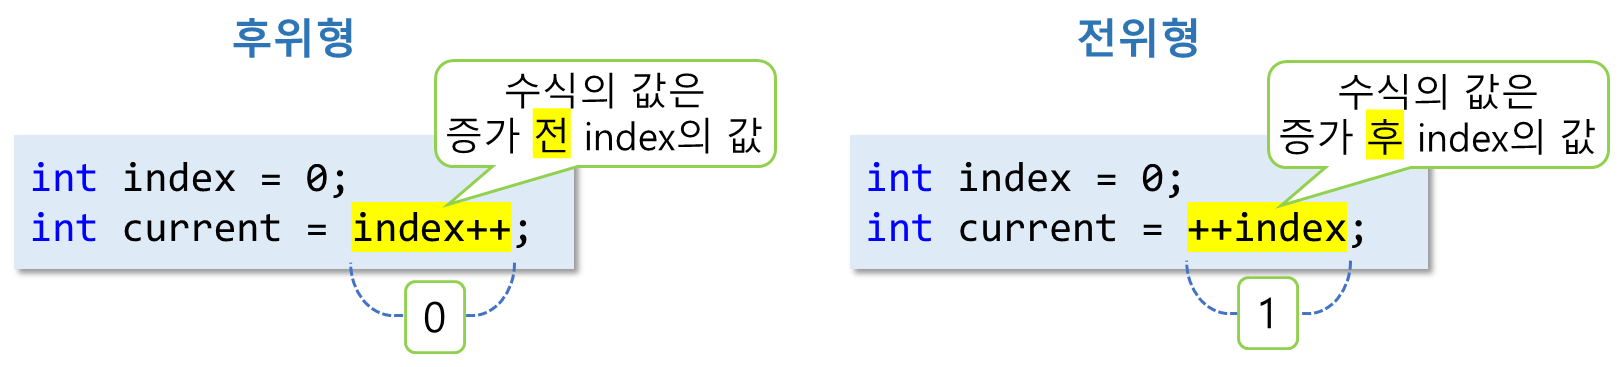 후위형
수식의 값은
증가 전 index의 값
int index = 0;
int current = index++;
0
전위형
수식의 값은
증가 후 index의 값
int index = 0;
int current = ++index;
1